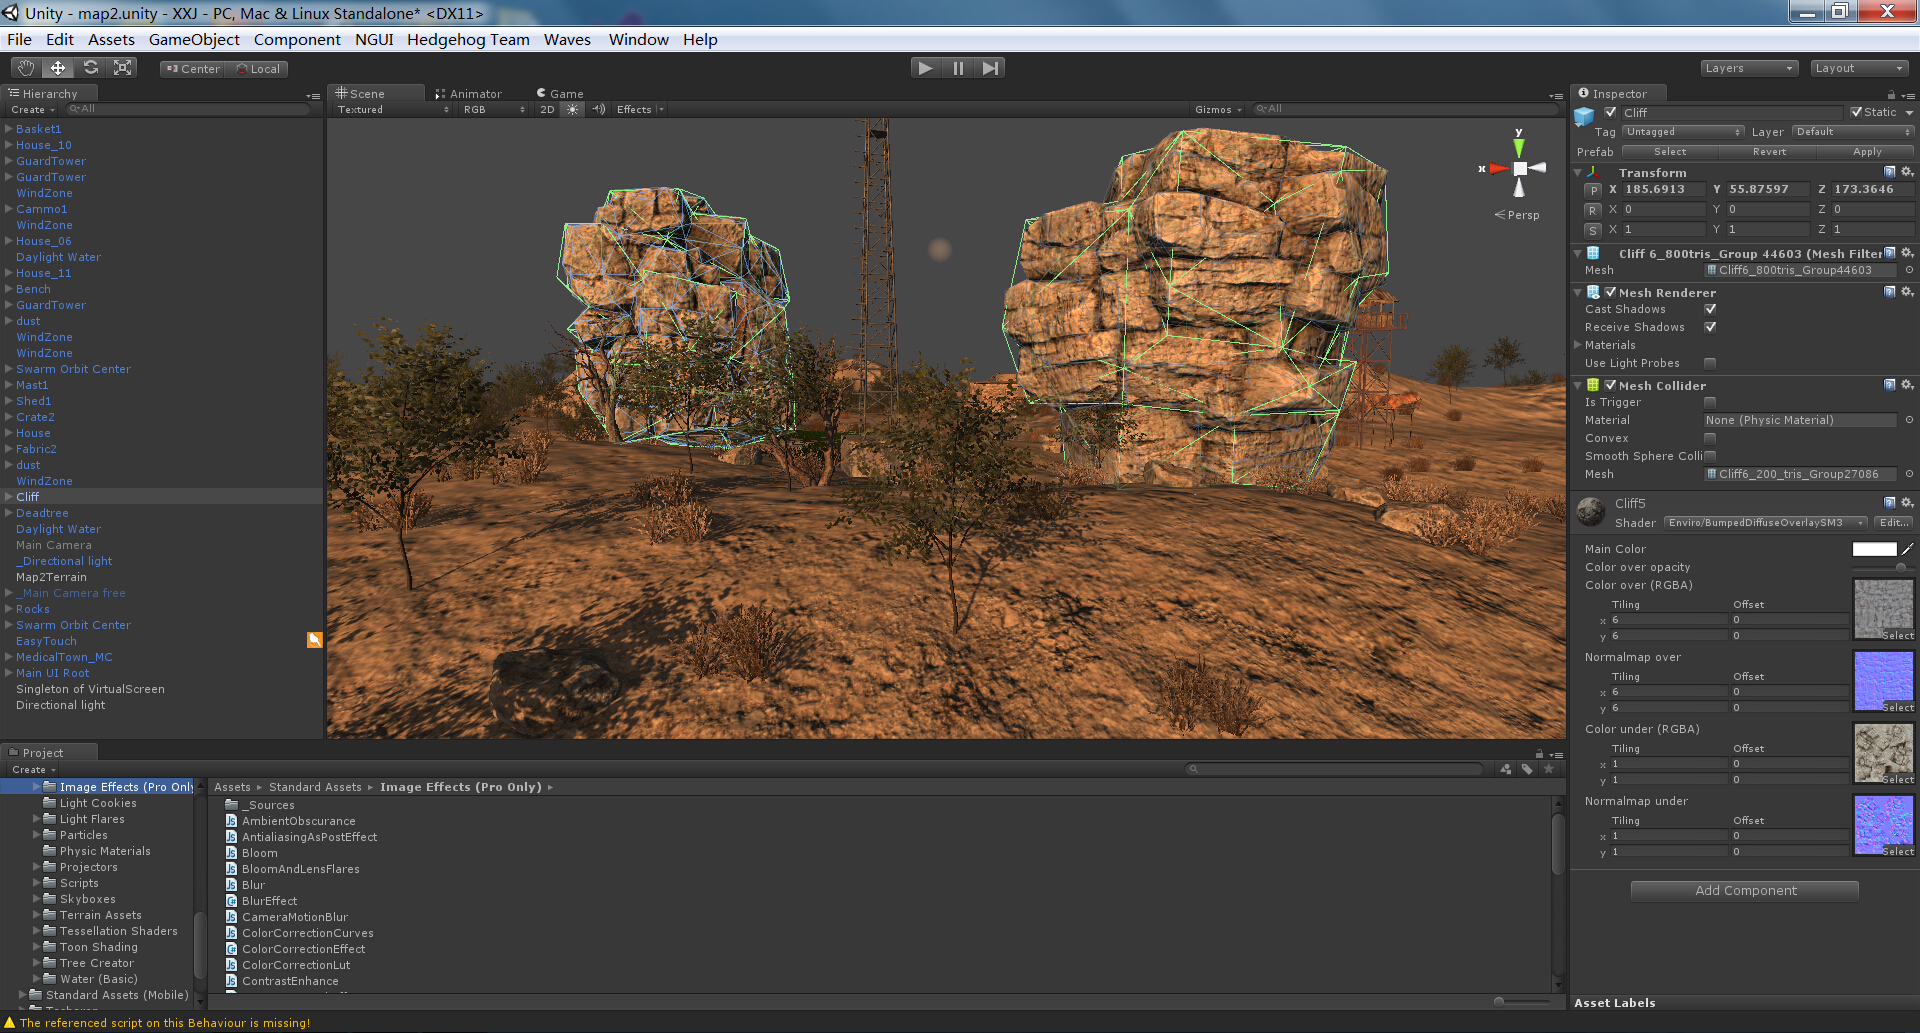 Unity - map2.unity - XXJ - PC, Mac & Linux Standalone* <DX11>
File Edit Assets GameObject Component NGUI Hedgehog Team Waves Window Help
Center Local
Layers Layout
Hierarchy
Create All
Basket1
House_10
GuardTower
GuardTower
WindZone
Cammo1
WindZone
House_06
Daylight Water
House_11
Bench
GuardTower
dust
WindZone
WindZone
Swarm Orbit Center
Mast1
Shed1
Crate2
House
Fabric2
dust
WindZone
Cliff
Deadtree
Daylight Water
Main Camera
_Directional light
Map2Terrain
_Main Camera free
Rocks
Swarm Orbit Center
EasyTouch
MedicalTown_MC
Main UI Root
Singleton of VirtualScreen
Directional light
Scene Animator Game
Textured RGB 2D Effects Gizmos All
y
x
Persp
Inspector
Cliff Static
Tag Untagged Layer Default
Prefab Select Revert Apply
Transform
P X 185.6913 Y 55.87597 Z 173.3646
R X 0 Y 0 Z 0
S X 1 Y 1 Z 1
Cliff 6_800tris_Group 44603 (Mesh Filter
Mesh Cliff6_800tris_Group44603
Mesh Renderer
Cast Shadows
Receive Shadows
Materials
Use Light Probes
Mesh Collider
Is Trigger
Material None (Physic Material)
Convex
Smooth Sphere Colli
Mesh Cliff6_200_tris_Group27086
Cliff5
Shader Enviro/BumpedDiffuseOverlaySM3 Edit...
Main Color
Color over opacity
Color over (RGBA)
Tiling Offset
x 6 0
y 6 0
Select
Normalmap over
Tiling Offset
x 6 0
y 6 0
Select
Color under (RGBA)
Tiling Offset
x 1 0
y 1 0
Select
Normalmap under
Tiling Offset
x 1 0
y 1 0
Select
Add Component
Asset Labels
Project
Create
Image Effects (Pro Only
Light Cookies
Light Flares
Particles
Physic Materials
Projectors
Scripts
Skyboxes
Terrain Assets
Tessellation Shaders
Toon Shading
Tree Creator
Water (Basic)
Standard Assets (Mobile)
Assets Standard Assets Image Effects (Pro Only)
_Sources
AmbientObscurance
AntialiasingAsPostEffect
Bloom
BloomAndLensFlares
Blur
BlurEffect
CameraMotionBlur
ColorCorrectionCurves
ColorCorrectionEffect
ColorCorrectionLut
ContrastEnhance
The referenced script on this Behaviour is missing!